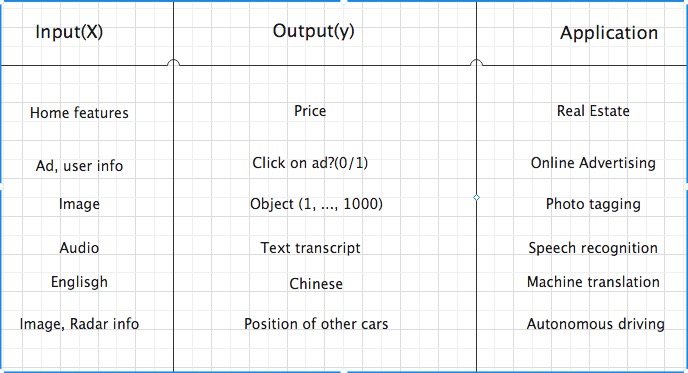 Input(X) Output(y) Application
Home features Price Real Estate
Ad, user info Click on ad?(0/1) Online Advertising
Image Object (1, ..., 1000) Photo tagging
Audio Text transcript Speech recognition
Englisgh Chinese Machine translation
Image, Radar info Position of other cars Autonomous driving